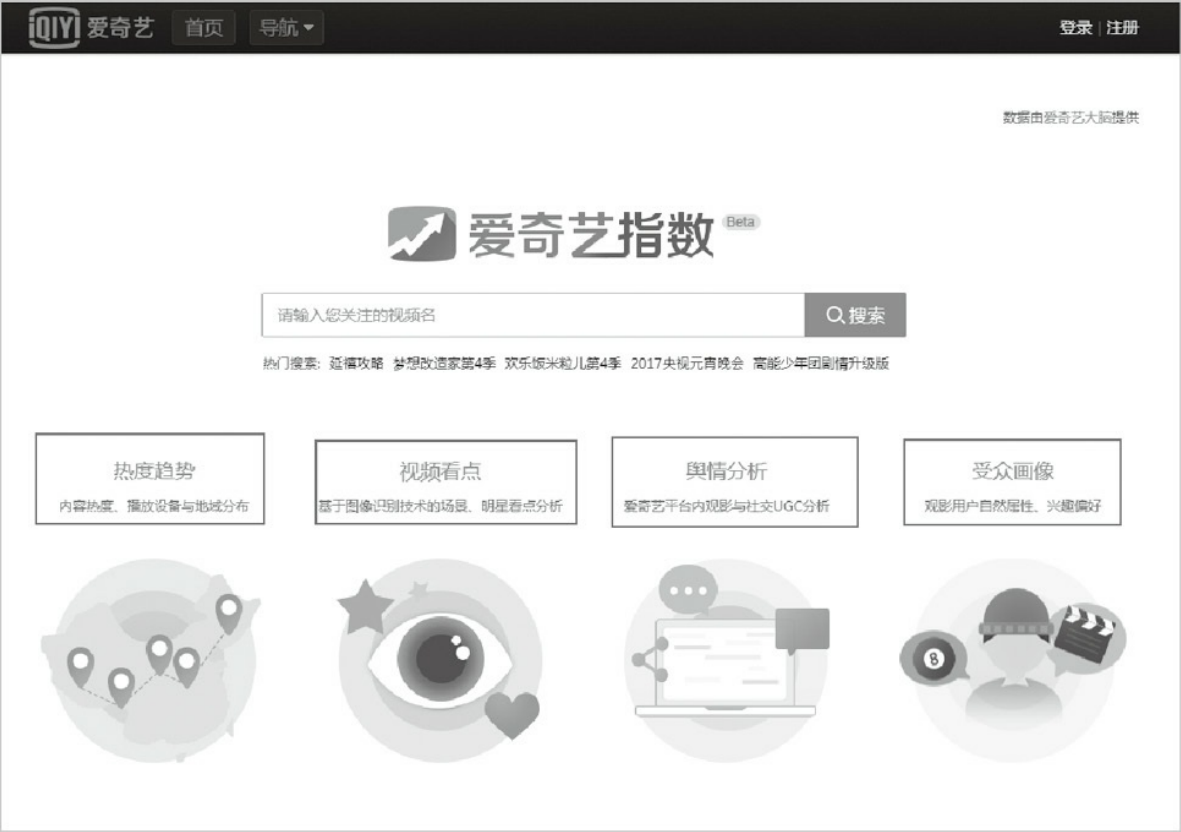 iQIYI 爱奇艺 首页 导航 登录 | 注册
数据由爱奇艺大脑提供
爱奇艺指数 Beta
请输入您关注的视频名 搜索
热门搜索: 延禧攻略 梦想改造家第4季 欢乐饭米粒儿第4季 2017央视元宵晚会 高能少年团剧情升级版
热度趋势 视频看点 舆情分析 受众画像
内容热度、播放设备与地域分布 基于图像识别技术的场景、明星看点分析 爱奇艺平台内观影与社交UGC分析 观影用户自然属性、兴趣偏好
8